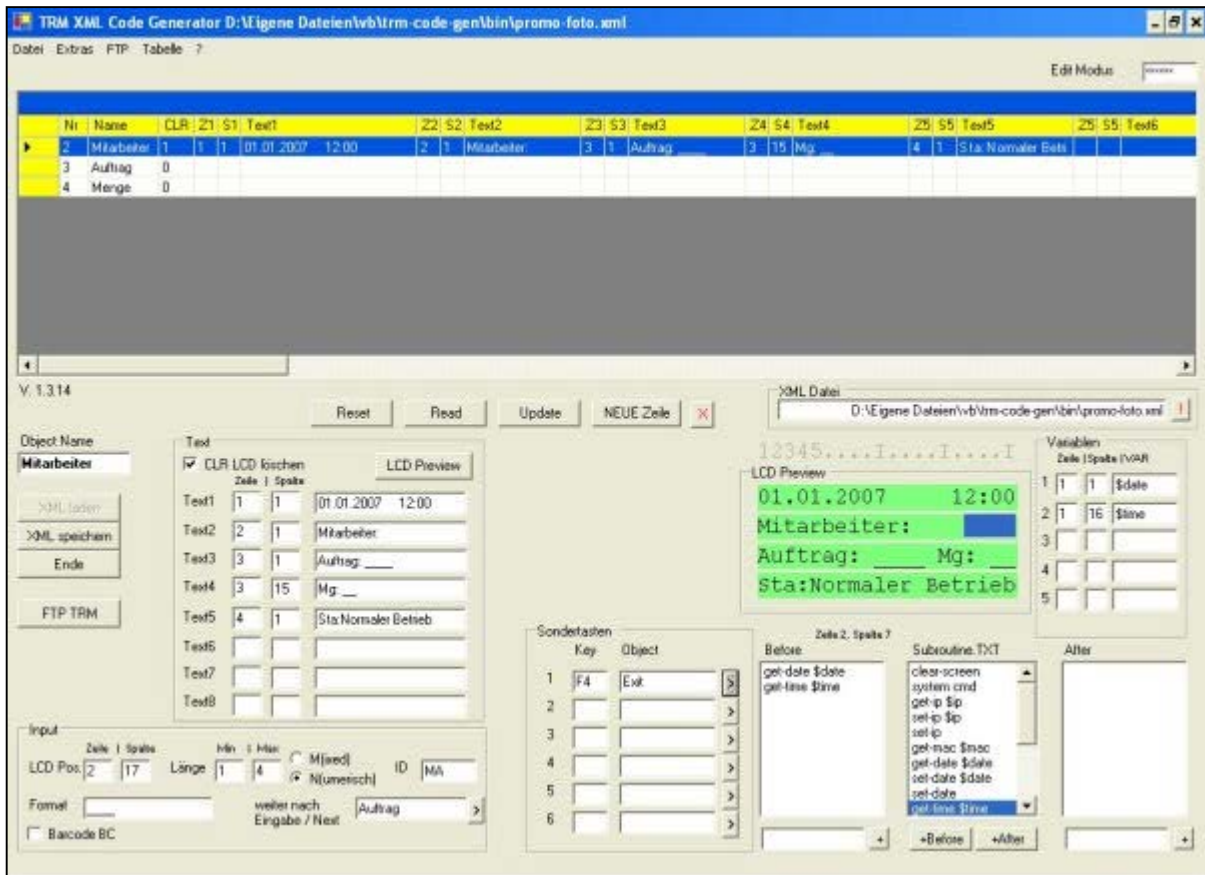 TRM XML Code Generator D:\Eigene Dateien\vb\trm-code-gen\bin\promo-foto.xml
Datei Extras FTP Tabelle ?
Edit Modus
Nr Name CLR Z1 S1 Text1 Z2 S2 Text2 Z3 S3 Text3 Z4 S4 Text4 Z5 S5 Text5 Z5 S5 Text6
2 Mitarbeiter 1 1 1 01.01.2007 12:00 2 1 Mitarbeiter: 3 1 Auftrag: ____ 3 15 Mg: __ 4 1 Sta:Normaler Betri
3 Auftrag 0
4 Menge 0
V. 1.3.14
Reset Read Update NEUE Zeile X
XML Datei
D:\Eigene Dateien\vb\trm-code-gen\bin\promo-foto.xml !
Object Name
Mitarbeiter
XML laden
XML speichern
Ende
FTP TRM
Text
CLR LCD löschen LCD Preview
Zeile | Spalte
Text1 1 1 01.01.2007 12:00
Text2 2 1 Mitarbeiter:
Text3 3 1 Auftrag: ____
Text4 3 15 Mg: __
Text5 4 1 Sta:Normaler Betrieb
Text6
Text7
Text8
12345....I....I....I
LCD Preview
01.01.2007 12:00
Mitarbeiter:
Auftrag: ____ Mg: __
Sta:Normaler Betrieb
Variablen
Zeile | Spalte | VAR
1 1 1 $date
2 1 16 $time
3
4
5
Input
Zeile | Spalte Min | Max
LCD Pos. 2 17 Länge 1 4 M(ixed) N(umerisch) ID MA
Format ____ weiter nach Eingabe / Next Auftrag >
Barcode BC
Sondertasten
Key Object
1 F4 Exit >
2 >
3 >
4 >
5 >
6 >
Zeile 2, Spalte 7
Before
get-date $date
get-time $time
+
Subroutine.TXT
clear-screen
system cmd
get-ip $ip
set-ip $ip
set-ip
get-mac $mac
get-date $date
set-date $date
set-date
get-time $time
+Before +After
After
+